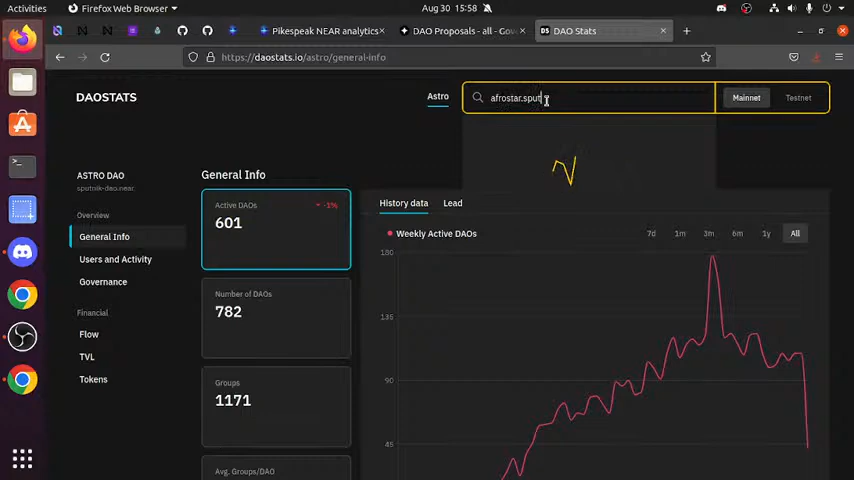 Activities
Firefox Web Browser
Aug 30 15:58
Pikespeak NEAR analytics
DAO Proposals - all - Gov
DS DAO Stats
https://daostats.io/astro/general-info
DAOSTATS
Astro
afrostar.sput
Mainnet
Testnet
ASTRO DAO
sputnik-dao.near
Overview
General Info
Users and Activity
Governance
Financial
Flow
TVL
Tokens
General Info
Active DAOs
-1%
601
Number of DAOs
782
Groups
1171
Avg. Groups/DAO
History data
Lead
Weekly Active DAOs
7d
1m
3m
6m
1y
All
180
135
90
45